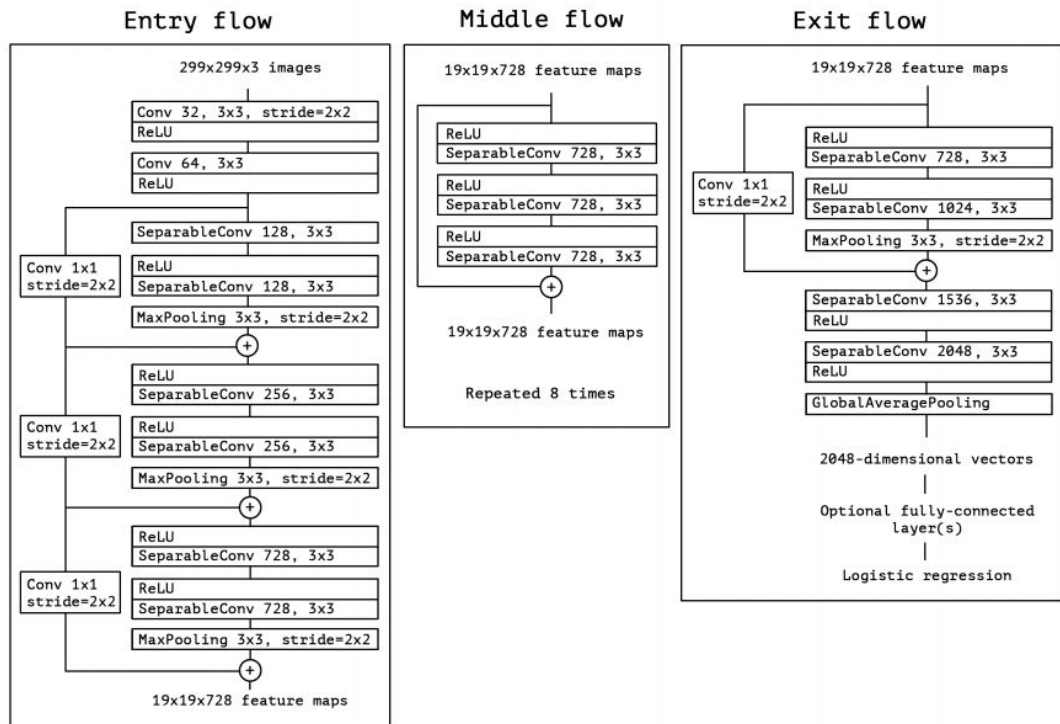 Entry flow
299x299x3 images
Conv 32, 3x3, stride=2x2
ReLU
Conv 64, 3x3
ReLU
SeparableConv 128, 3x3
Conv 1x1
stride=2x2
ReLU
SeparableConv 128, 3x3
MaxPooling 3x3, stride=2x2
+
ReLU
SeparableConv 256, 3x3
Conv 1x1
stride=2x2
ReLU
SeparableConv 256, 3x3
MaxPooling 3x3, stride=2x2
+
ReLU
SeparableConv 728, 3x3
Conv 1x1
stride=2x2
ReLU
SeparableConv 728, 3x3
MaxPooling 3x3, stride=2x2
+
19x19x728 feature maps
Middle flow
19x19x728 feature maps
ReLU
SeparableConv 728, 3x3
ReLU
SeparableConv 728, 3x3
ReLU
SeparableConv 728, 3x3
+
19x19x728 feature maps
Repeated 8 times
Exit flow
19x19x728 feature maps
ReLU
SeparableConv 728, 3x3
Conv 1x1
stride=2x2
ReLU
SeparableConv 1024, 3x3
MaxPooling 3x3, stride=2x2
+
SeparableConv 1536, 3x3
ReLU
SeparableConv 2048, 3x3
ReLU
GlobalAveragePooling
2048-dimensional vectors
Optional fully-connected
layer(s)
Logistic regression